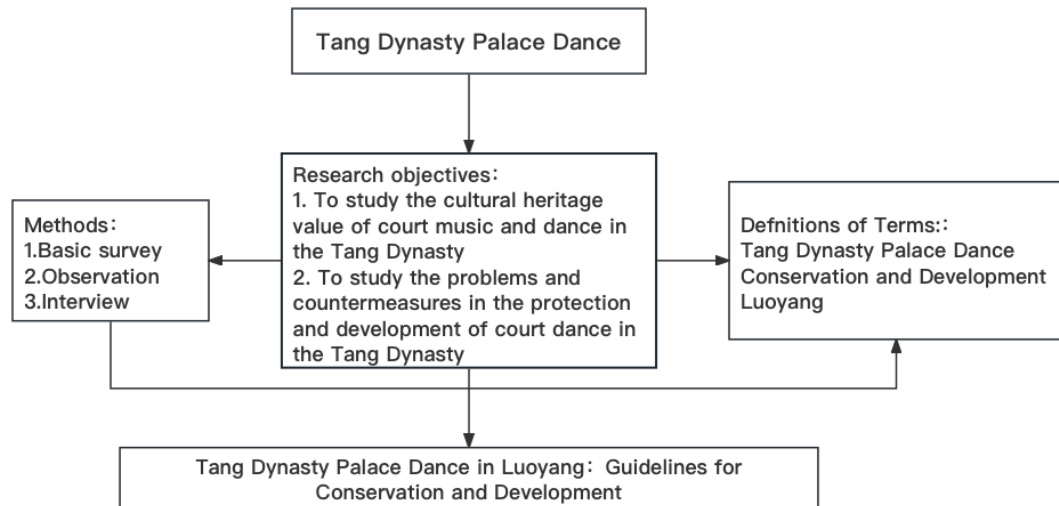 Tang Dynasty Palace Dance
Research objectives:
1. To study the cultural heritage
value of court music and dance in
the Tang Dynasty
2. To study the problems and
countermeasures in the protection
and development of court dance in
the Tang Dynasty
Methods:
1.Basic survey
2.Observation
3.Interview
Defnitions of Terms::
Tang Dynasty Palace Dance
Conservation and Development
Luoyang
Tang Dynasty Palace Dance in Luoyang: Guidelines for
Conservation and Development